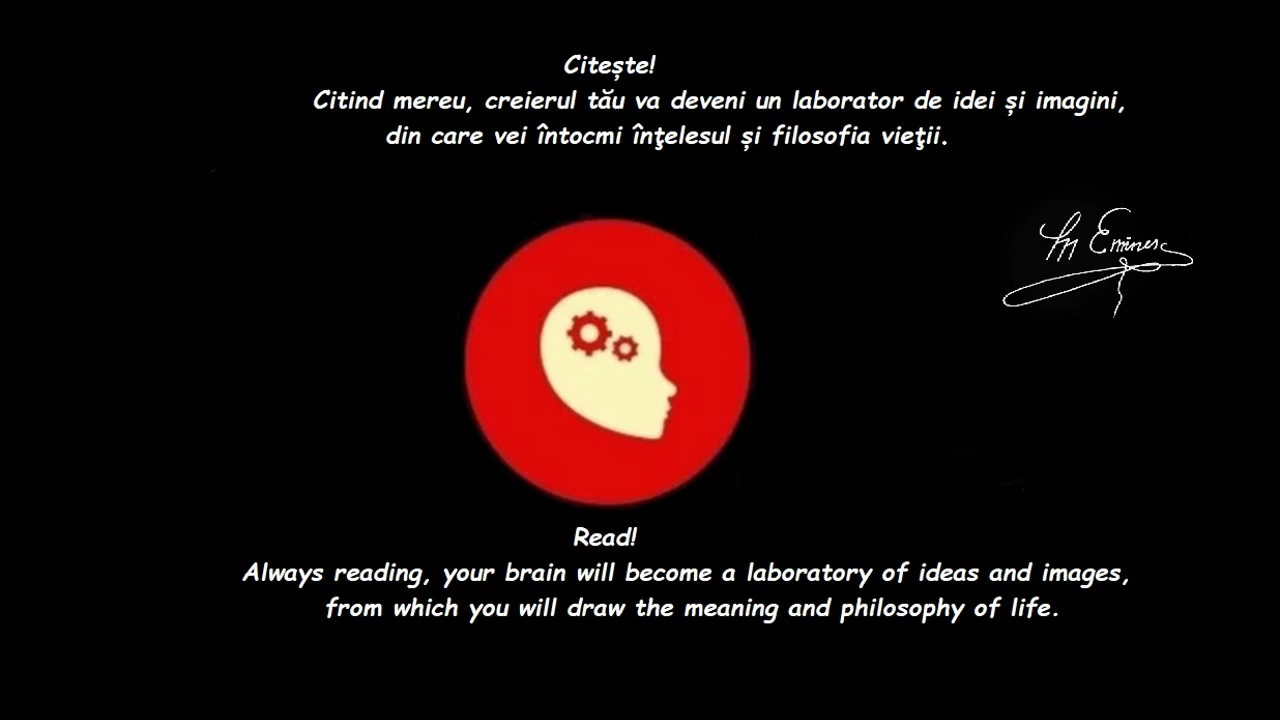 Citește!
Citind mereu, creierul tău va deveni un laborator de idei și imagini,
din care vei întocmi înţelesul și filosofia vieţii.
M Eminesc
Read!
Always reading, your brain will become a laboratory of ideas and images,
from which you will draw the meaning and philosophy of life.